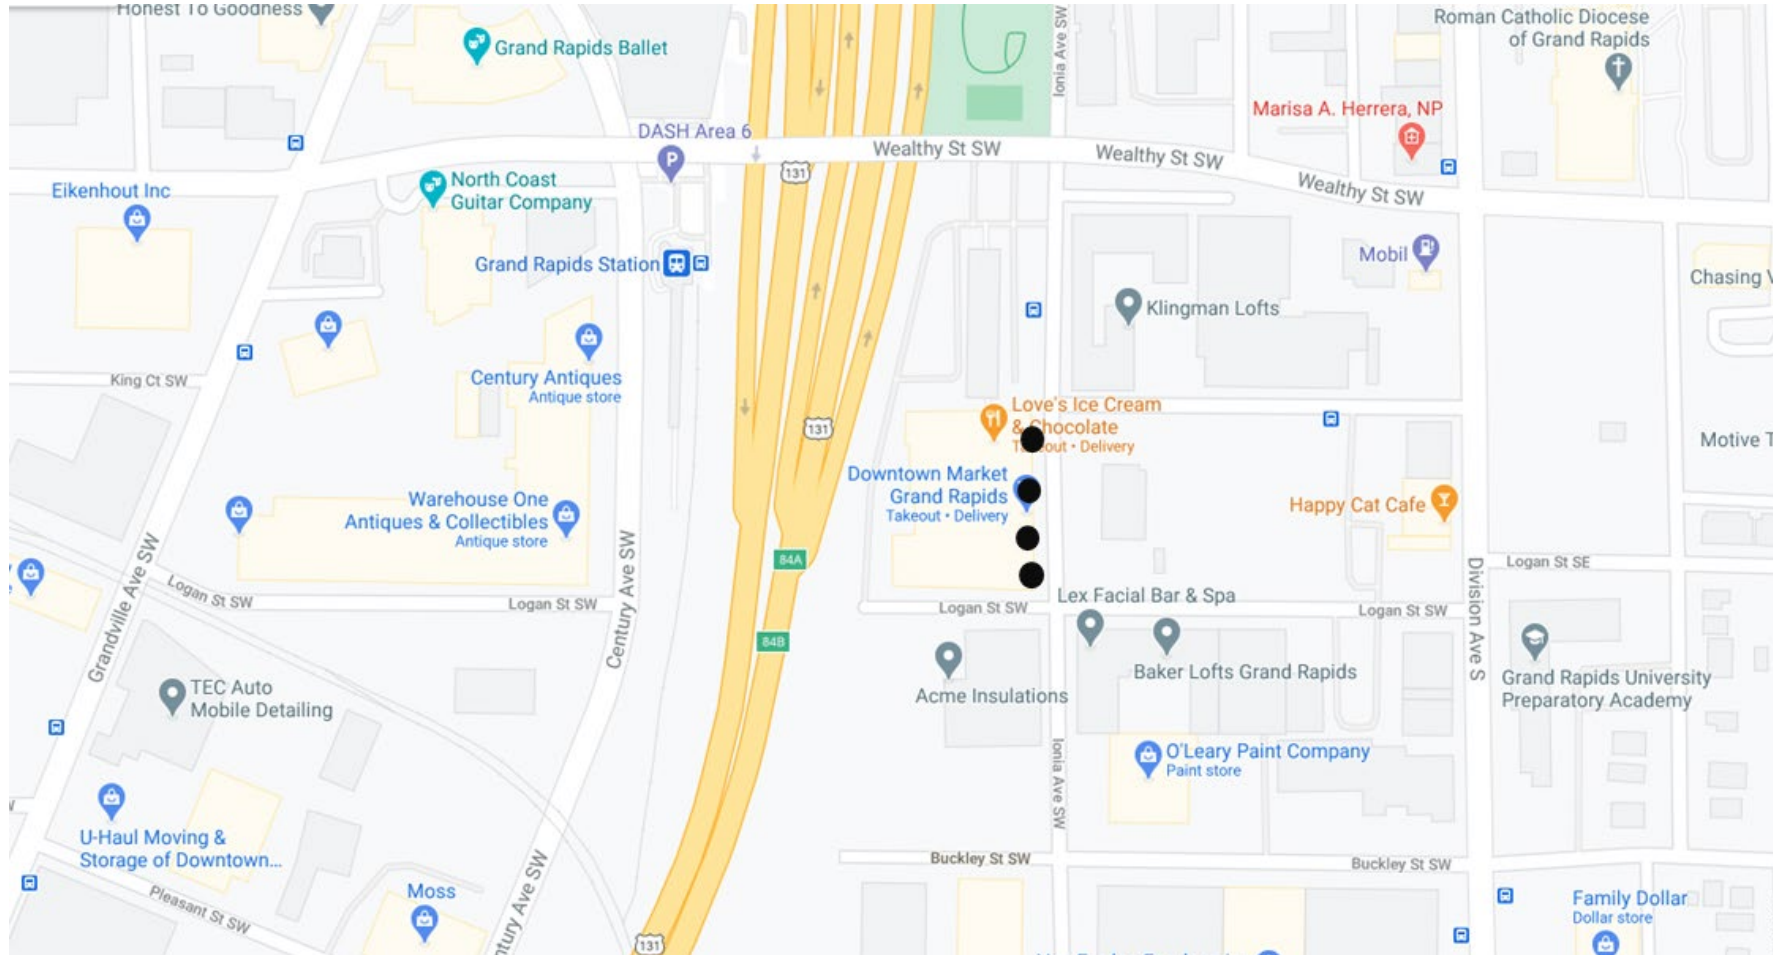 Honest To Goodness
Grand Rapids Ballet
Ionia Ave SW
Roman Catholic Diocese
of Grand Rapids
Marisa A. Herrera, NP
DASH Area 6
P
Wealthy St SW
Wealthy St SW
Wealthy St SW
131
Eikenhout Inc
North Coast
Guitar Company
Grand Rapids Station
Mobil
Chasing
Klingman Lofts
King Ct SW
Century Antiques
Antique store
131
Love's Ice Cream
& Chocolate
Takeout • Delivery
Motive T
Downtown Market
Grand Rapids
Takeout • Delivery
Warehouse One
Antiques & Collectibles
Antique store
Happy Cat Cafe
Grandville Ave SW
Century Ave SW
84A
Division Ave S
Logan St SE
Logan St SW
Logan St SW
Logan St SW
Logan St SW
Lex Facial Bar & Spa
84B
Baker Lofts Grand Rapids
Acme Insulations
Grand Rapids University
Preparatory Academy
TEC Auto
Mobile Detailing
O'Leary Paint Company
Paint store
Ionia Ave SW
U-Haul Moving &
Storage of Downtown...
Buckley St SW
Buckley St SW
Pleasant St SW
Moss
ntury Ave SW
131
Family Dollar
Dollar store